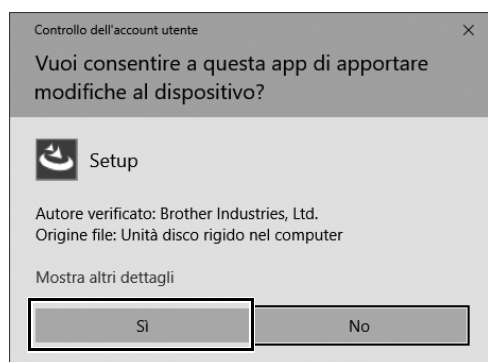 Controllo dell'account utente
Vuoi consentire a questa app di apportare
modifiche al dispositivo?
Setup
Autore verificato: Brother Industries, Ltd.
Origine file: Unità disco rigido nel computer
Mostra altri dettagli
Sì
No